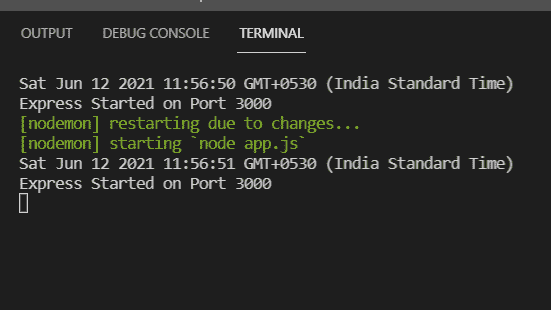 OUTPUT DEBUG CONSOLE TERMINAL
Sat Jun 12 2021 11:56:50 GMT+0530 (India Standard Time)
Express Started on Port 3000
[nodemon] restarting due to changes...
[nodemon] starting `node app.js`
Sat Jun 12 2021 11:56:51 GMT+0530 (India Standard Time)
Express Started on Port 3000